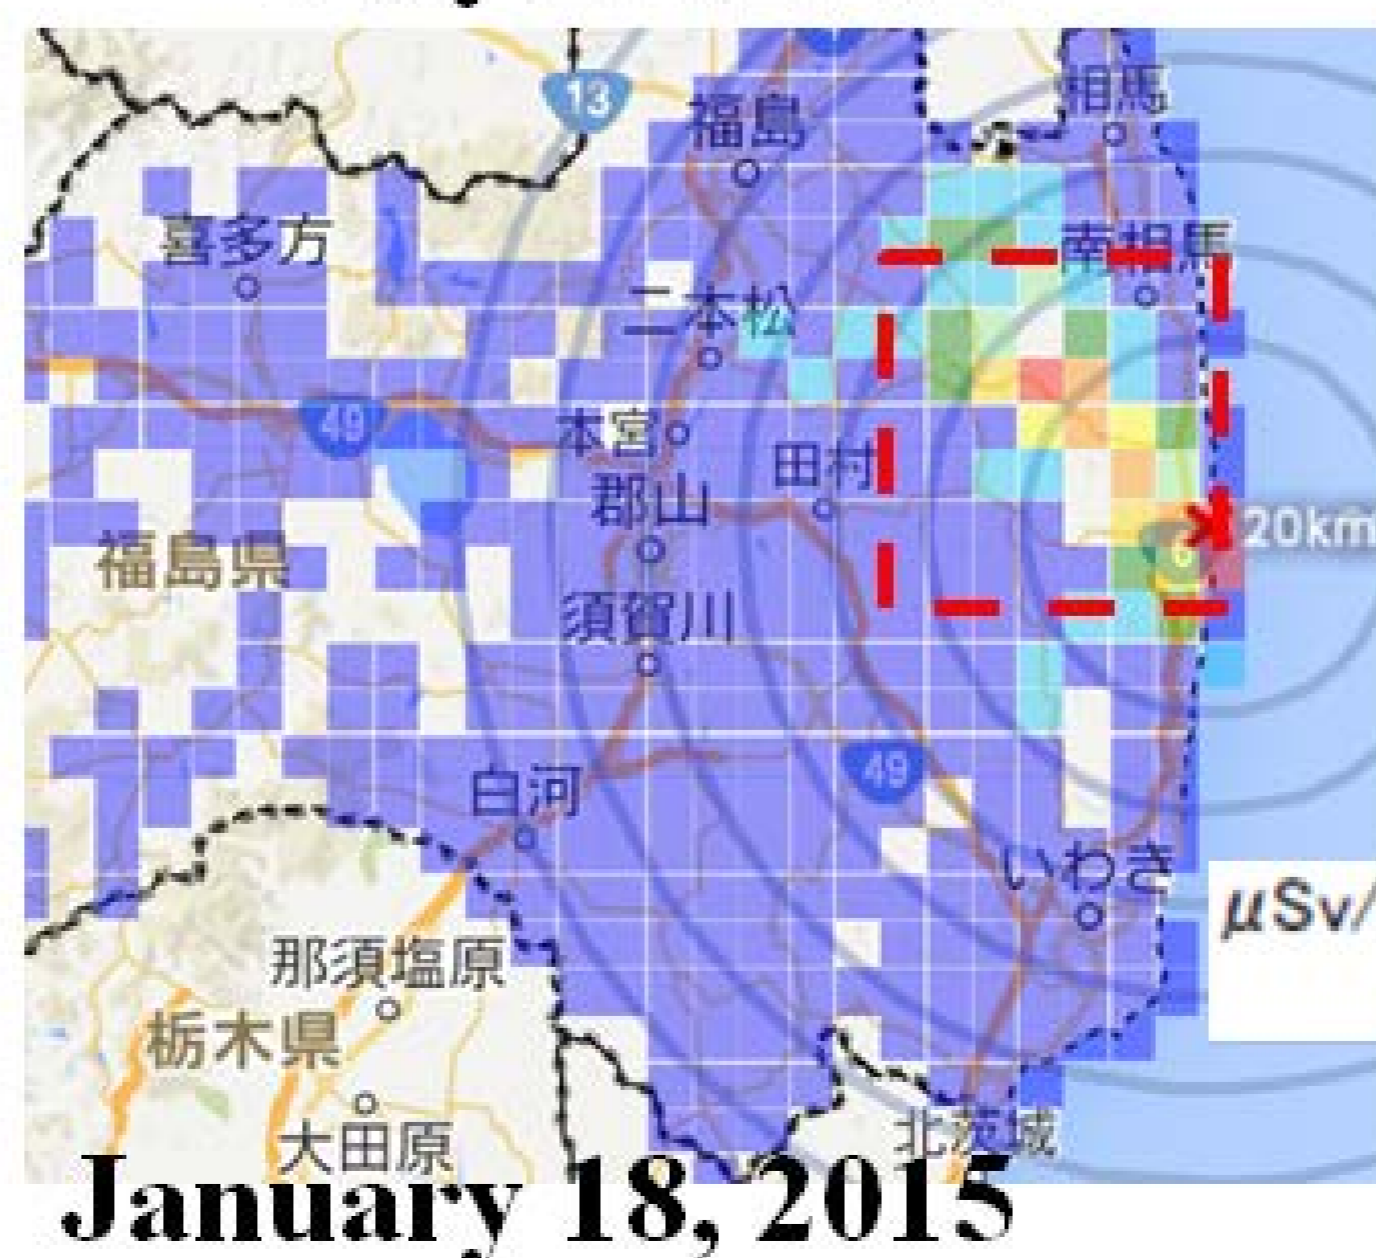 13
相馬
福島
喜多方
南相馬
二本松
49
本宮
田村
郡山
20km
福島県
須賀川
白河
49
いわき
μSv/
那須塩原
栃木県
北茨城
大田原
January 18, 2015